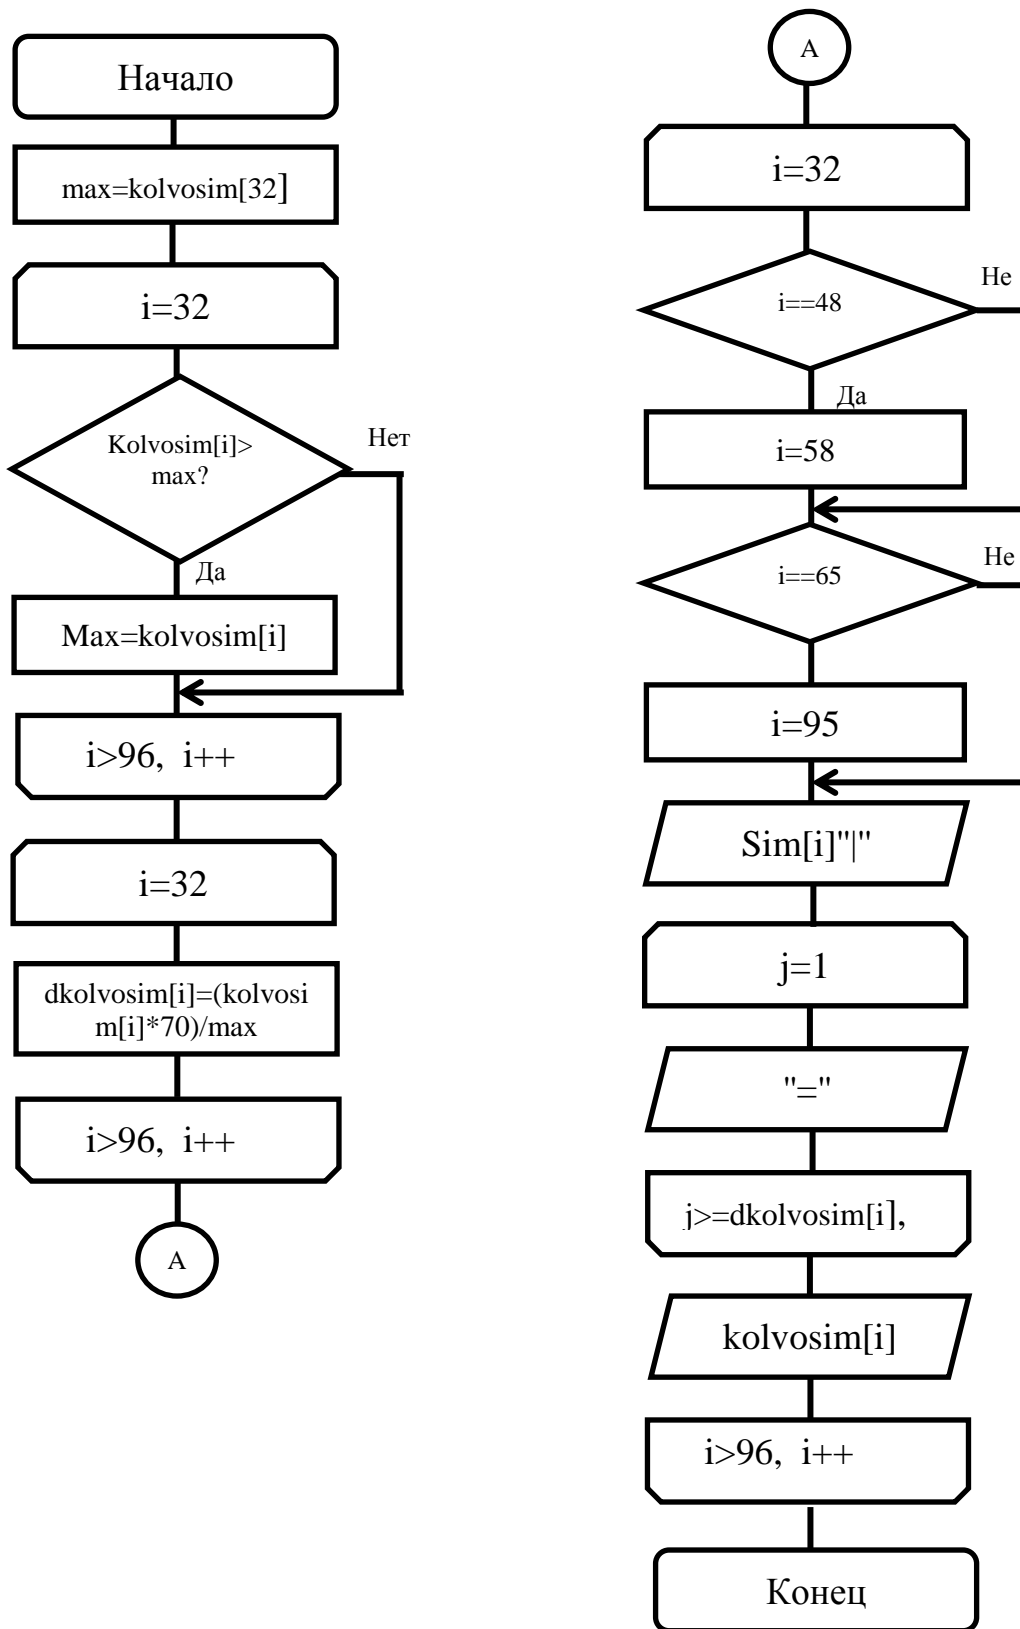 Начало
max=kolvosim[32]
i=32
Kolvosim[i]>
max?
Нет
Да
Max=kolvosim[i]
i>96, i++
i=32
dkolvosim[i]=(kolvosi
m[i]*70)/max
i>96, i++
А
А
i=32
i==48
Не
Да
i=58
i==65
Не
i=95
Sim[i]"|"
j=1
"="
j>=dkolvosim[i],
kolvosim[i]
i>96, i++
Конец